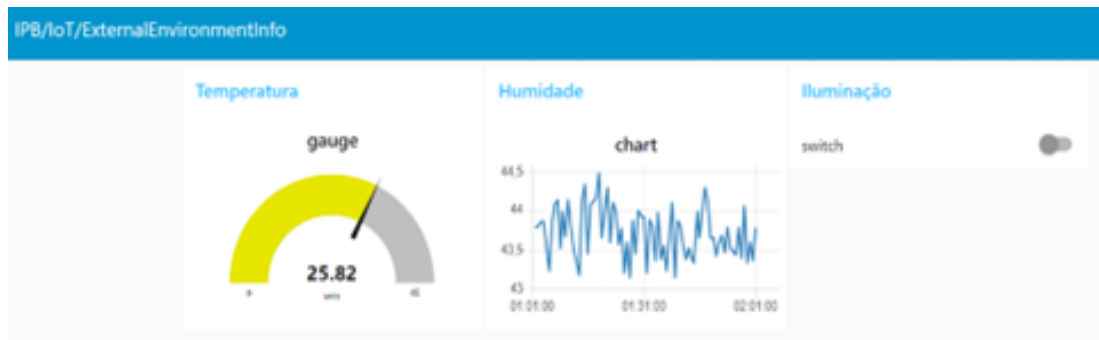 IPB/IoT/ExternalEnvironmentInfo
Temperatura
gauge
25.82
units
Humidade
chart
44,5
44
43,5
43
01:01:00 01:31:00 02:01:00
Iluminação
switch